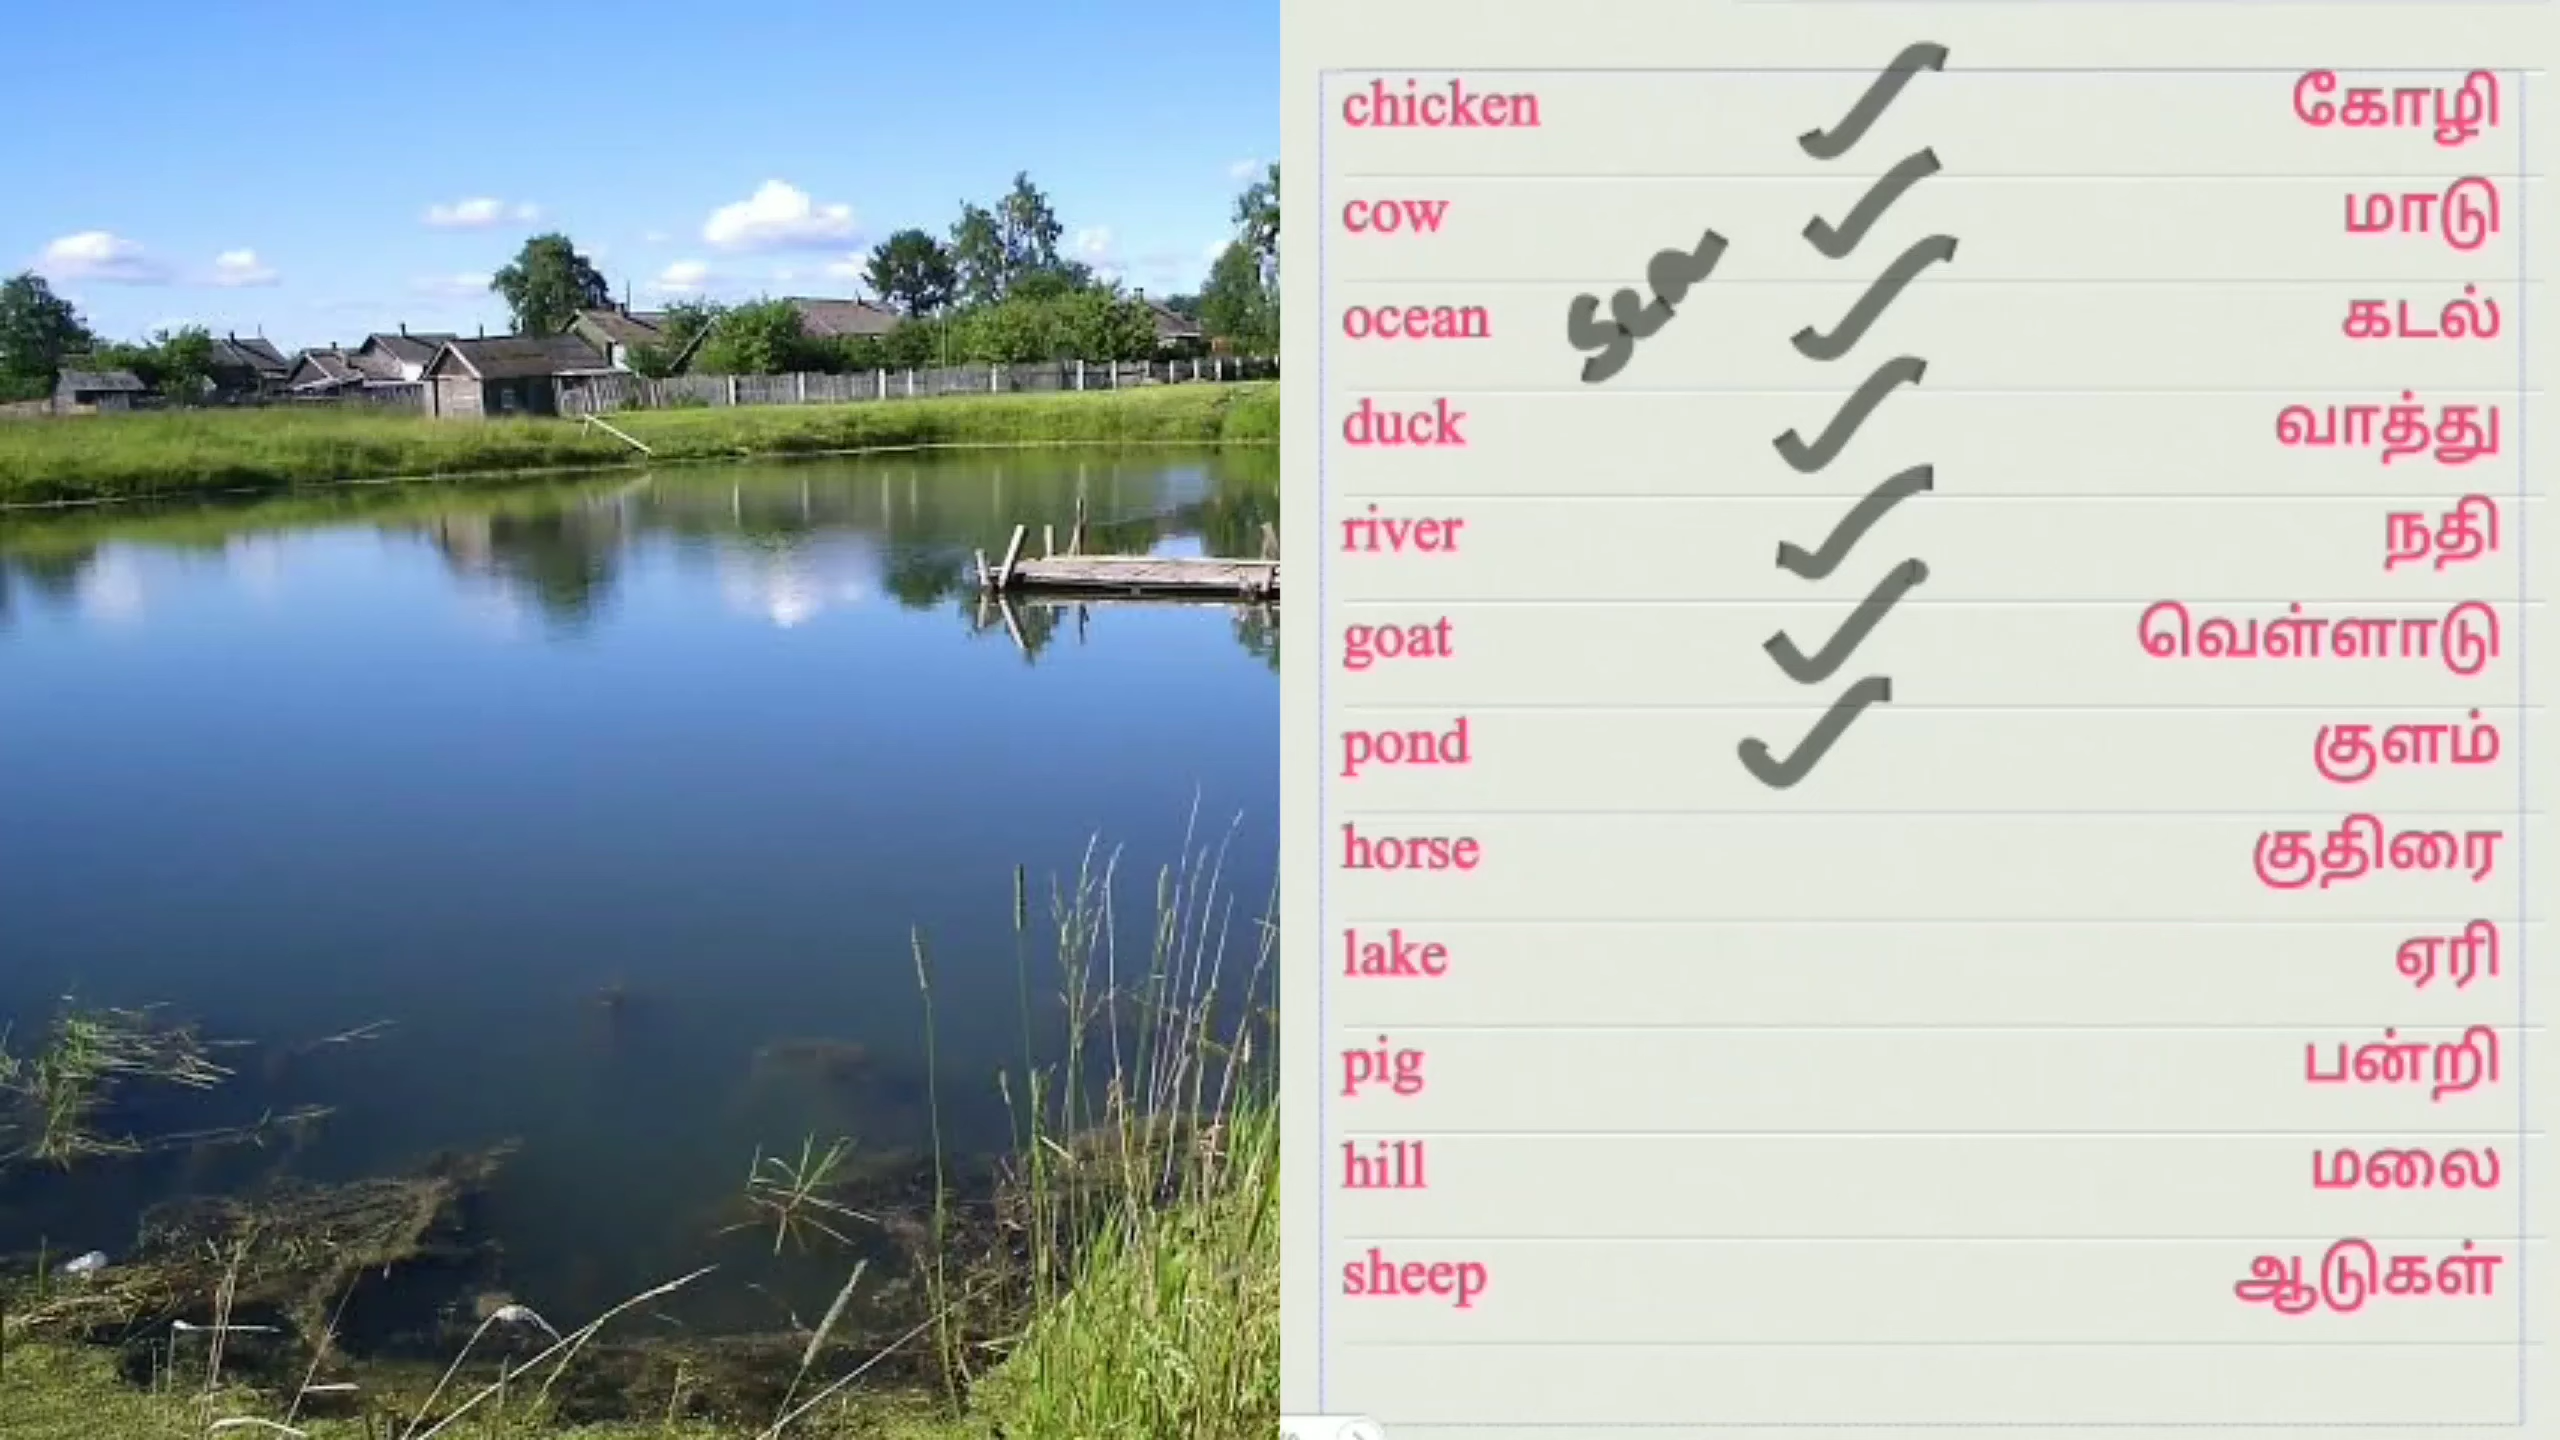 chicken கோழி
cow மாடு
ocean sea கடல்
duck வாத்து
river நதி
goat வெள்ளாடு
pond குளம்
horse குதிரை
lake ஏரி
pig பன்றி
hill மலை
sheep ஆடுகள்